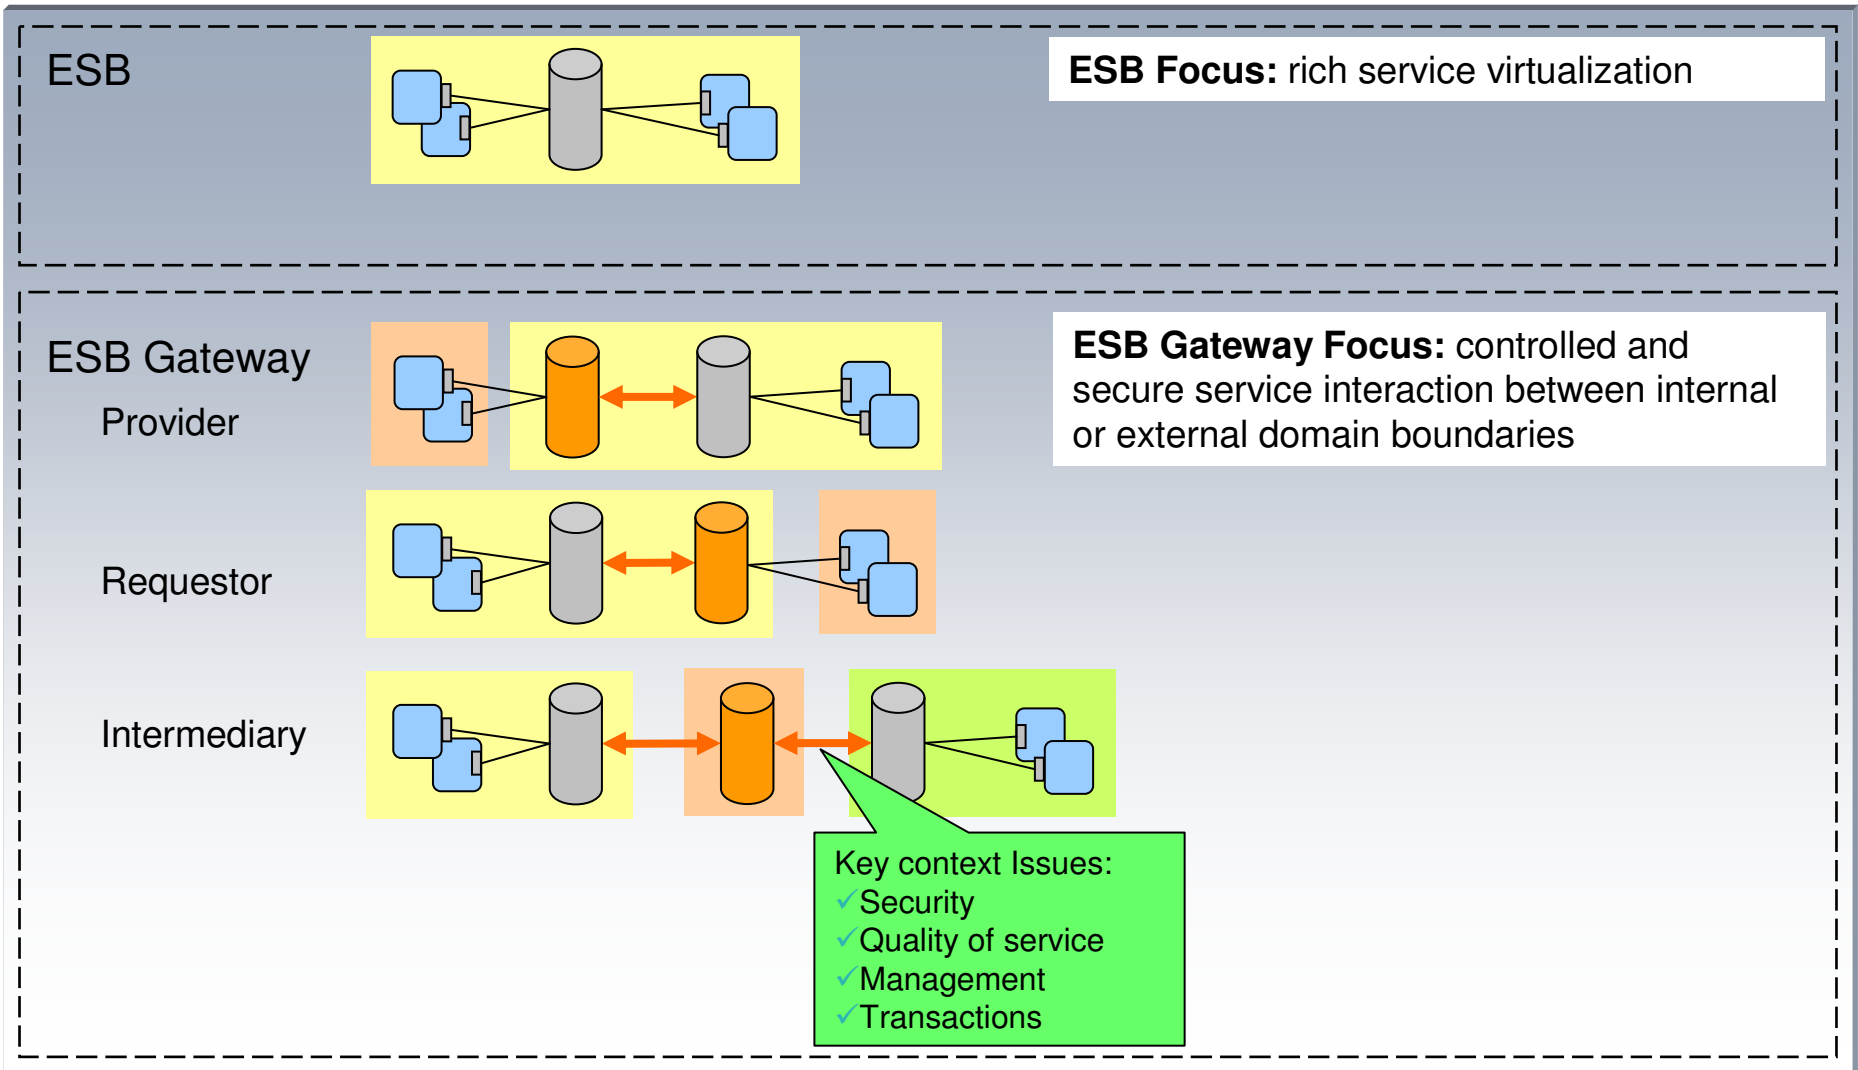 ESB
ESB Focus: rich service virtualization
ESB Gateway
ESB Gateway Focus: controlled and
secure service interaction between internal
or external domain boundaries
Provider
Requestor
Intermediary
Key context Issues:
✓Security
✓Quality of service
✓Management
✓Transactions